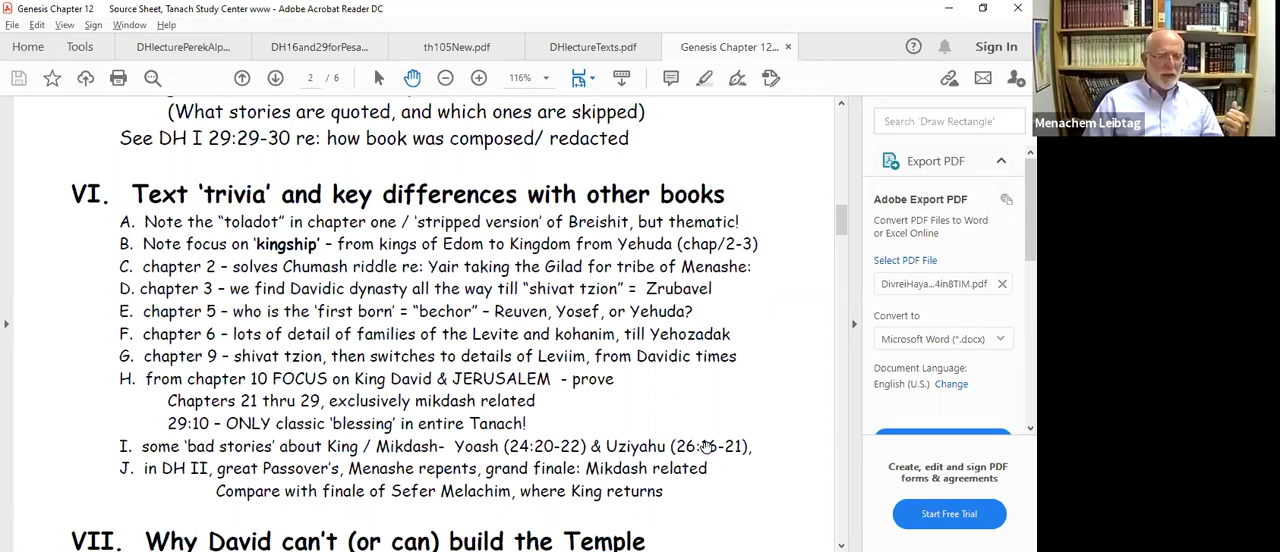 Genesis Chapter 12 Source Sheet, Tanach Study Center www - Adobe Acrobat Reader DC
File Edit View Sign Window Help
Home Tools DHlecturePerekAlp... DH16and29forPesa... th105New.pdf DHlectureTexts.pdf Genesis Chapter 12... × Sign In
2 / 6 116%
(What stories are quoted, and which ones are skipped)
See DH I 29:29-30 re: how book was composed/ redacted
VI. Text 'trivia' and key differences with other books
A. Note the "toladot" in chapter one / 'stripped version' of Breishit, but thematic!
B. Note focus on 'kingship' – from kings of Edom to Kingdom from Yehuda (chap/2-3)
C. chapter 2 – solves Chumash riddle re: Yair taking the Gilad for tribe of Menashe:
D. chapter 3 – we find Davidic dynasty all the way till "shivat tzion" = Zrubavel
E. chapter 5 – who is the 'first born' = "bechor" – Reuven, Yosef, or Yehuda?
F. chapter 6 – lots of detail of families of the Levite and kohanim, till Yehozadak
G. chapter 9 – shivat tzion, then switches to details of Leviim, from Davidic times
H. from chapter 10 FOCUS on King David & JERUSALEM - prove
Chapters 21 thru 29, exclusively mikdash related
29:10 – ONLY classic 'blessing' in entire Tanach!
I. some 'bad stories' about King / Mikdash- Yoash (24:20-22) & Uziyahu (26:16-21),
J. in DH II, great Passover's, Menashe repents, grand finale: Mikdash related
Compare with finale of Sefer Melachim, where King returns
VII. Why David can't (or can) build the Temple
Search 'Draw Rectangle'
Export PDF
Adobe Export PDF
Convert PDF Files to Word
or Excel Online
Select PDF File
DivreiHaya...4in8TIM.pdf ×
Convert to
Microsoft Word (*.docx)
Document Language:
English (U.S.) Change
Create, edit and sign PDF
forms & agreements
Start Free Trial
Menachem Leibtag